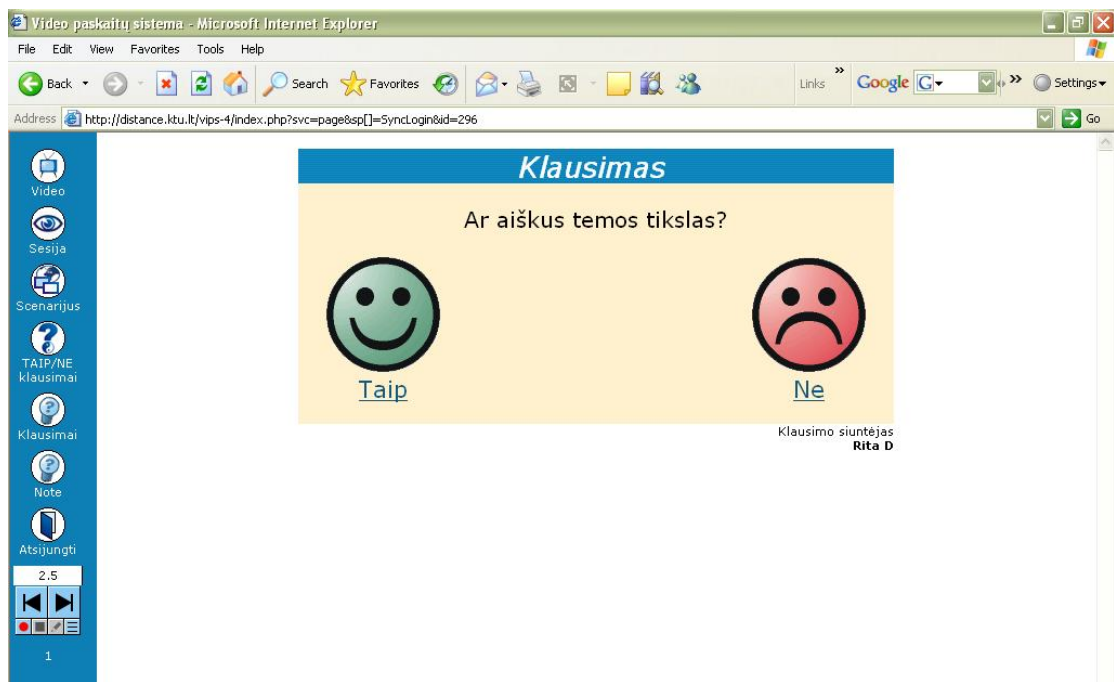 Video paskaitų sistema - Microsoft Internet Explorer
File Edit View Favorites Tools Help
Back Search Favorites Links » Google G » Settings
Address http://distance.ktu.lt/vips-4/index.php?svc=page&sp[]=SyncLogin&id=296 Go
Video
Sesija
Scenarijus
TAIP/NE
klausimai
Klausimai
Note
Atsijungti
2.5
1
Klausimas
Ar aiškus temos tikslas?
Taip Ne
Klausimo siuntėjas
Rita D